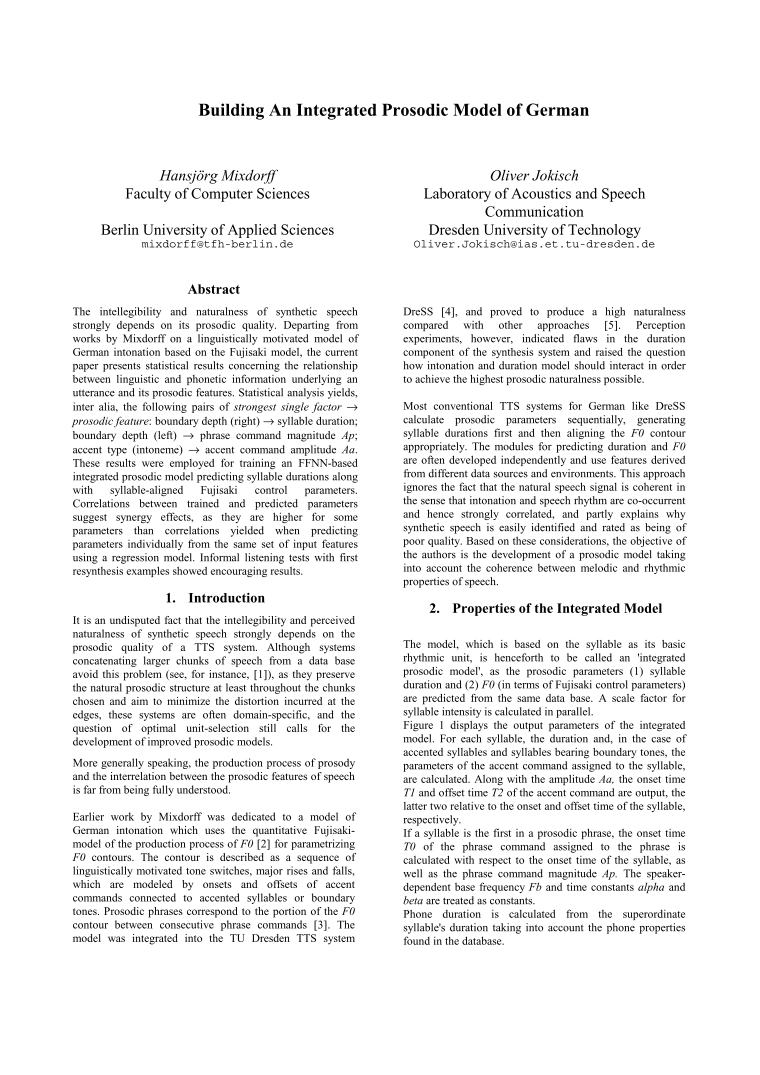 Building An Integrated Prosodic Model of German
Hansjörg Mixdorff
Faculty of Computer Sciences
Berlin University of Applied Sciences
mixdorff@tfh-berlin.de
Oliver Jokisch
Laboratory of Acoustics and Speech
Communication
Dresden University of Technology
Oliver.Jokisch@ias.et.tu-dresden.de
Abstract
The intellegibility and naturalness of synthetic speech
strongly depends on its prosodic quality. Departing from
works by Mixdorff on a linguistically motivated model of
German intonation based on the Fujisaki model, the current
paper presents statistical results concerning the relationship
between linguistic and phonetic information underlying an
utterance and its prosodic features. Statistical analysis yields,
inter alia, the following pairs of strongest single factor →
prosodic feature: boundary depth (right) → syllable duration;
boundary depth (left) → phrase command magnitude Ap;
accent type (intoneme) → accent command amplitude Aa.
These results were employed for training an FFNN-based
integrated prosodic model predicting syllable durations along
with syllable-aligned Fujisaki control parameters.
Correlations between trained and predicted parameters
suggest synergy effects, as they are higher for some
parameters than correlations yielded when predicting
parameters individually from the same set of input features
using a regression model. Informal listening tests with first
resynthesis examples showed encouraging results.
1. Introduction
It is an undisputed fact that the intellegibility and perceived
naturalness of synthetic speech strongly depends on the
prosodic quality of a TTS system. Although systems
concatenating larger chunks of speech from a data base
avoid this problem (see, for instance, [1]), as they preserve
the natural prosodic structure at least throughout the chunks
chosen and aim to minimize the distortion incurred at the
edges, these systems are often domain-specific, and the
question of optimal unit-selection still calls for the
development of improved prosodic models.
More generally speaking, the production process of prosody
and the interrelation between the prosodic features of speech
is far from being fully understood.
Earlier work by Mixdorff was dedicated to a model of
German intonation which uses the quantitative Fujisaki-
model of the production process of F0 [2] for parametrizing
F0 contours. The contour is described as a sequence of
linguistically motivated tone switches, major rises and falls,
which are modeled by onsets and offsets of accent
commands connected to accented syllables or boundary
tones. Prosodic phrases correspond to the portion of the F0
contour between consecutive phrase commands [3]. The
model was integrated into the TU Dresden TTS system
DreSS [4], and proved to produce a high naturalness
compared with other approaches [5]. Perception
experiments, however, indicated flaws in the duration
component of the synthesis system and raised the question
how intonation and duration model should interact in order
to achieve the highest prosodic naturalness possible.
Most conventional TTS systems for German like DreSS
calculate prosodic parameters sequentially, generating
syllable durations first and then aligning the F0 contour
appropriately. The modules for predicting duration and F0
are often developed independently and use features derived
from different data sources and environments. This approach
ignores the fact that the natural speech signal is coherent in
the sense that intonation and speech rhythm are co-occurrent
and hence strongly correlated, and partly explains why
synthetic speech is easily identified and rated as being of
poor quality. Based on these considerations, the objective of
the authors is the development of a prosodic model taking
into account the coherence between melodic and rhythmic
properties of speech.
2. Properties of the Integrated Model
The model, which is based on the syllable as its basic
rhythmic unit, is henceforth to be called an 'integrated
prosodic model', as the prosodic parameters (1) syllable
duration and (2) F0 (in terms of Fujisaki control parameters)
are predicted from the same data base. A scale factor for
syllable intensity is calculated in parallel.
Figure 1 displays the output parameters of the integrated
model. For each syllable, the duration and, in the case of
accented syllables and syllables bearing boundary tones, the
parameters of the accent command assigned to the syllable,
are calculated. Along with the amplitude Aa, the onset time
T1 and offset time T2 of the accent command are output, the
latter two relative to the onset and offset time of the syllable,
respectively.
If a syllable is the first in a prosodic phrase, the onset time
T0 of the phrase command assigned to the phrase is
calculated with respect to the onset time of the syllable, as
well as the phrase command magnitude Ap. The speaker-
dependent base frequency Fb and time constants alpha and
beta are treated as constants.
Phone duration is calculated from the superordinate
syllable's duration taking into account the phone properties
found in the database.